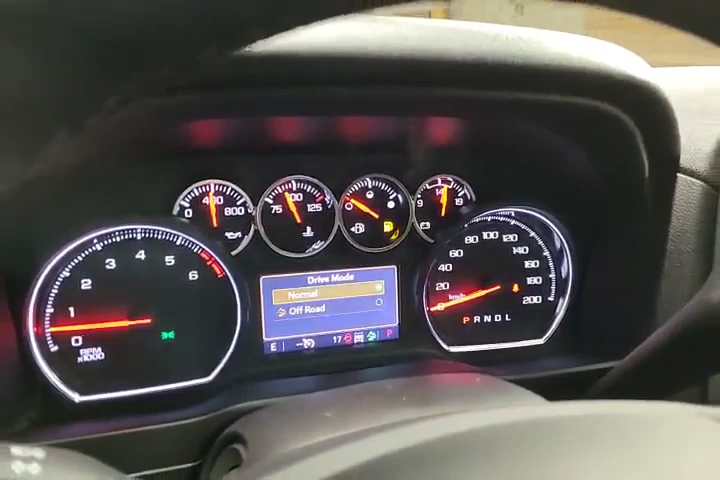 0 400 800
75 100 125
9 14 19
1 2 3 4 5 6
0
RPM
x1000
Drive Mode
Normal
Off Road
E 17 P
0 20 40 60 80 100 120 140 160 180 200
km/h
P R N D L